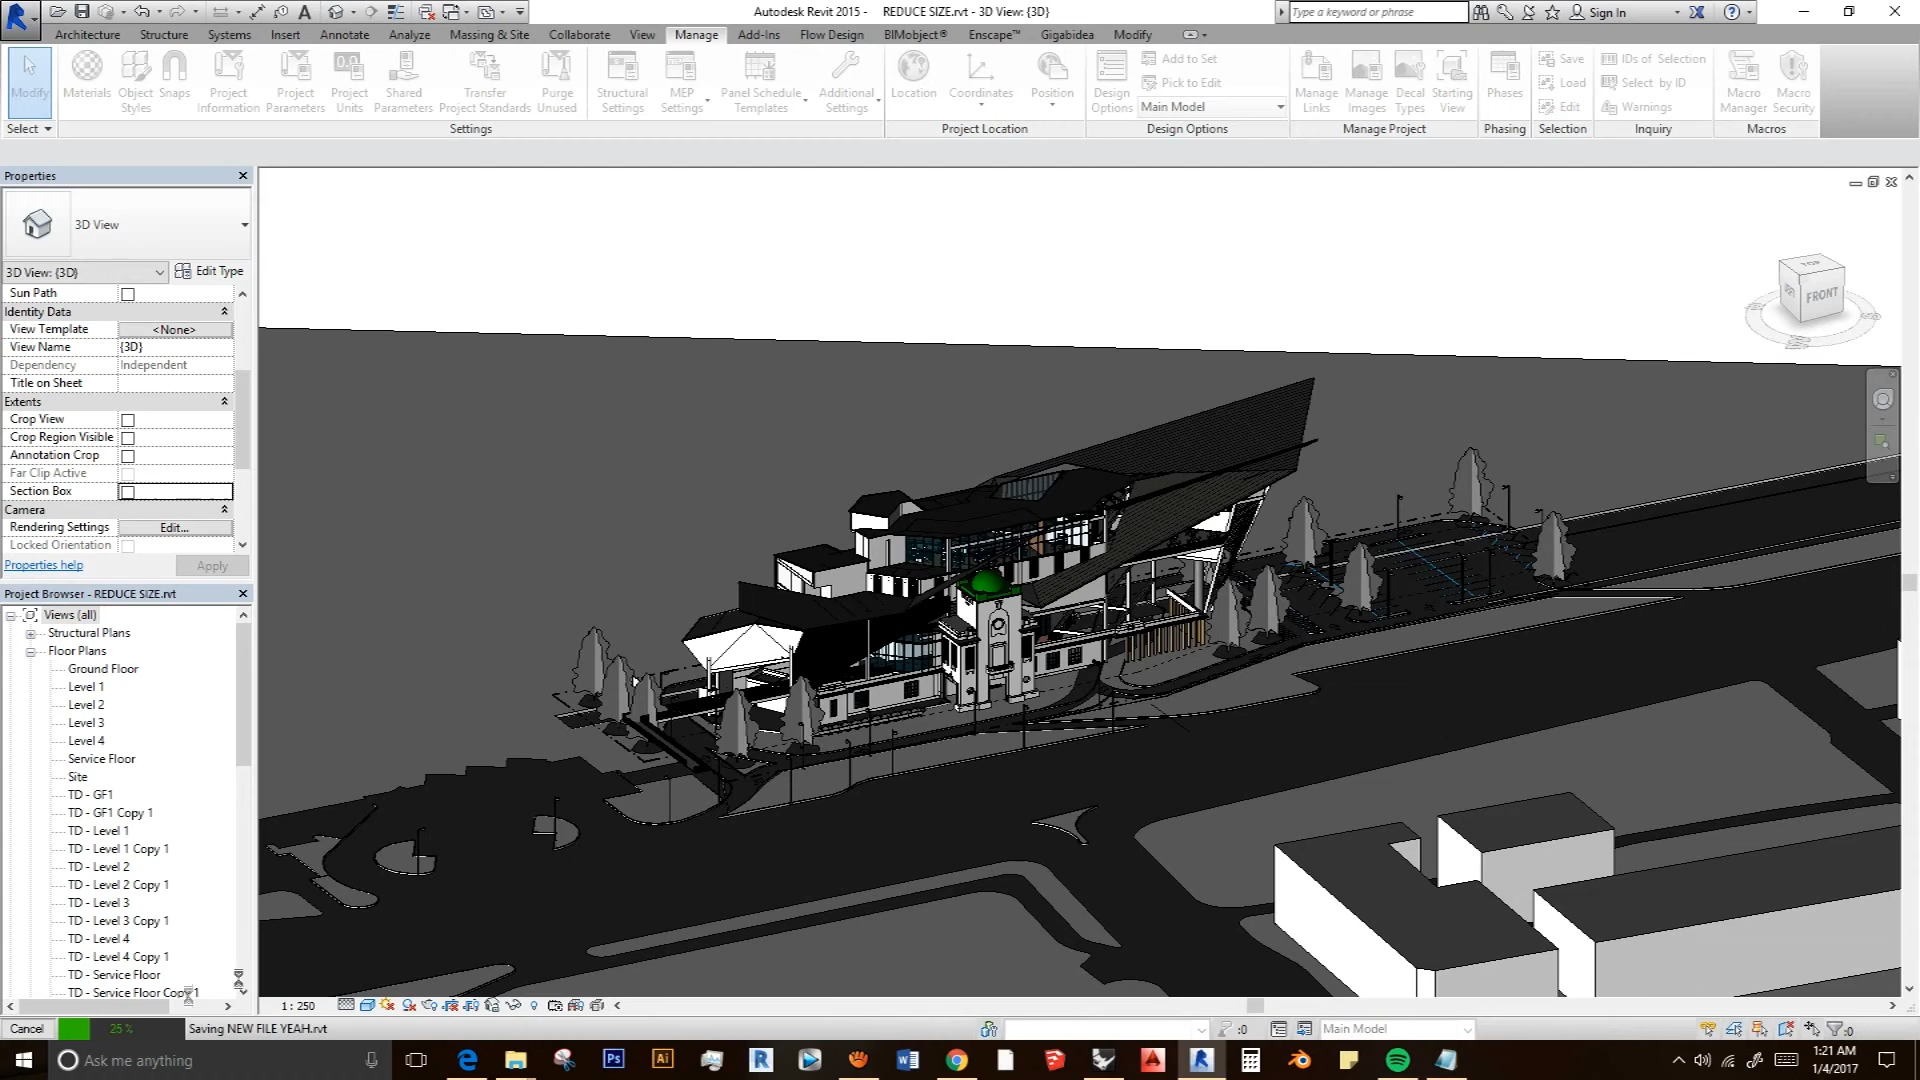 Autodesk Revit 2015 - REDUCE SIZE.rvt - 3D View: {3D}
Type a keyword or phrase
Sign In
Architecture Structure Systems Insert Annotate Analyze Massing & Site Collaborate View Manage Add-Ins Flow Design BIMobject® Enscape™ Gigabidea Modify
Modify
Materials
Object Styles
Snaps
Project Information
Project Parameters
Project Units
Shared Parameters
Transfer Project Standards
Purge Unused
Structural Settings
MEP Settings
Panel Schedule Templates
Additional Settings
Location
Coordinates
Position
Design Options
Add to Set
Pick to Edit
Main Model
Manage Links
Manage Images
Decal Types
Starting View
Phases
Save
Load
Edit
IDs of Selection
Select by ID
Warnings
Macro Manager
Macro Security
Select
Settings
Project Location
Design Options
Manage Project
Phasing
Selection
Inquiry
Macros
Properties
3D View
3D View: {3D}
Edit Type
Sun Path
Identity Data
View Template <None>
View Name {3D}
Dependency Independent
Title on Sheet
Extents
Crop View
Crop Region Visible
Annotation Crop
Far Clip Active
Section Box
Camera
Rendering Settings Edit...
Locked Orientation
Properties help
Apply
TOP
FRONT
Project Browser - REDUCE SIZE.rvt
Views (all)
Structural Plans
Floor Plans
Ground Floor
Level 1
Level 2
Level 3
Level 4
Service Floor
Site
TD - GF1
TD - GF1 Copy 1
TD - Level 1
TD - Level 1 Copy 1
TD - Level 2
TD - Level 2 Copy 1
TD - Level 3
TD - Level 3 Copy 1
TD - Level 4
TD - Level 4 Copy 1
TD - Service Floor
TD - Service Floor Copy 1
1 : 250
Cancel
25 %
Saving NEW FILE YEAH.rvt
:0
Main Model
:0
Ask me anything
Ps
Ai
1:21 AM
1/4/2017